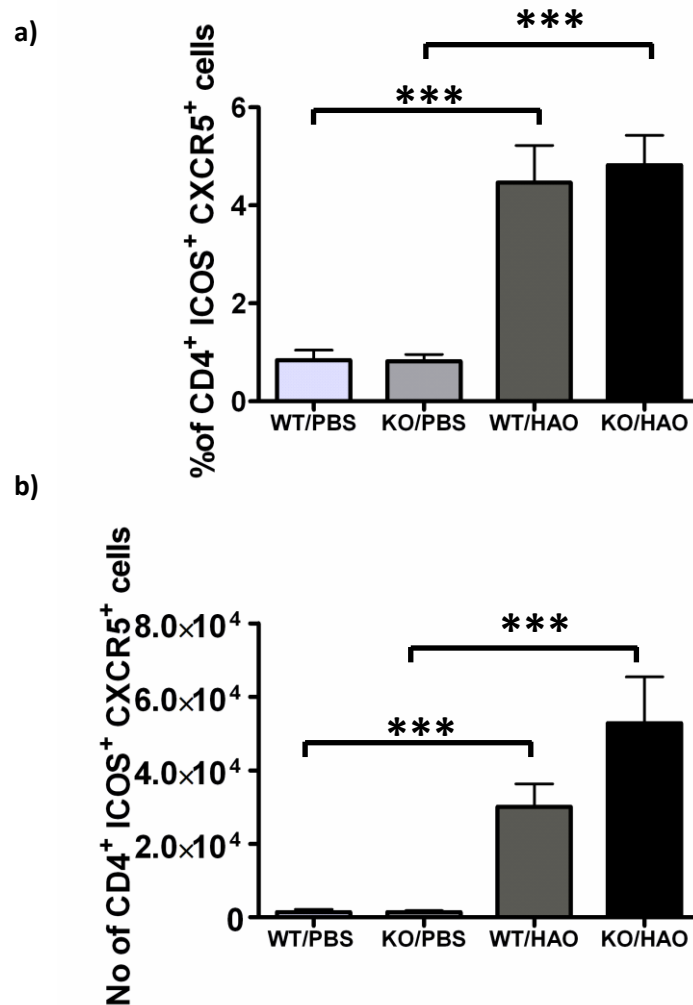 a)
%of CD4⁺ ICOS⁺ CXCR5⁺ cells
***
***
6
4
2
0
WT/PBS KO/PBS WT/HAO KO/HAO
b)
No of CD4⁺ ICOS⁺ CXCR5⁺ cells
8.0×10⁴
***
6.0×10⁴
***
4.0×10⁴
2.0×10⁴
0
WT/PBS KO/PBS WT/HAO KO/HAO